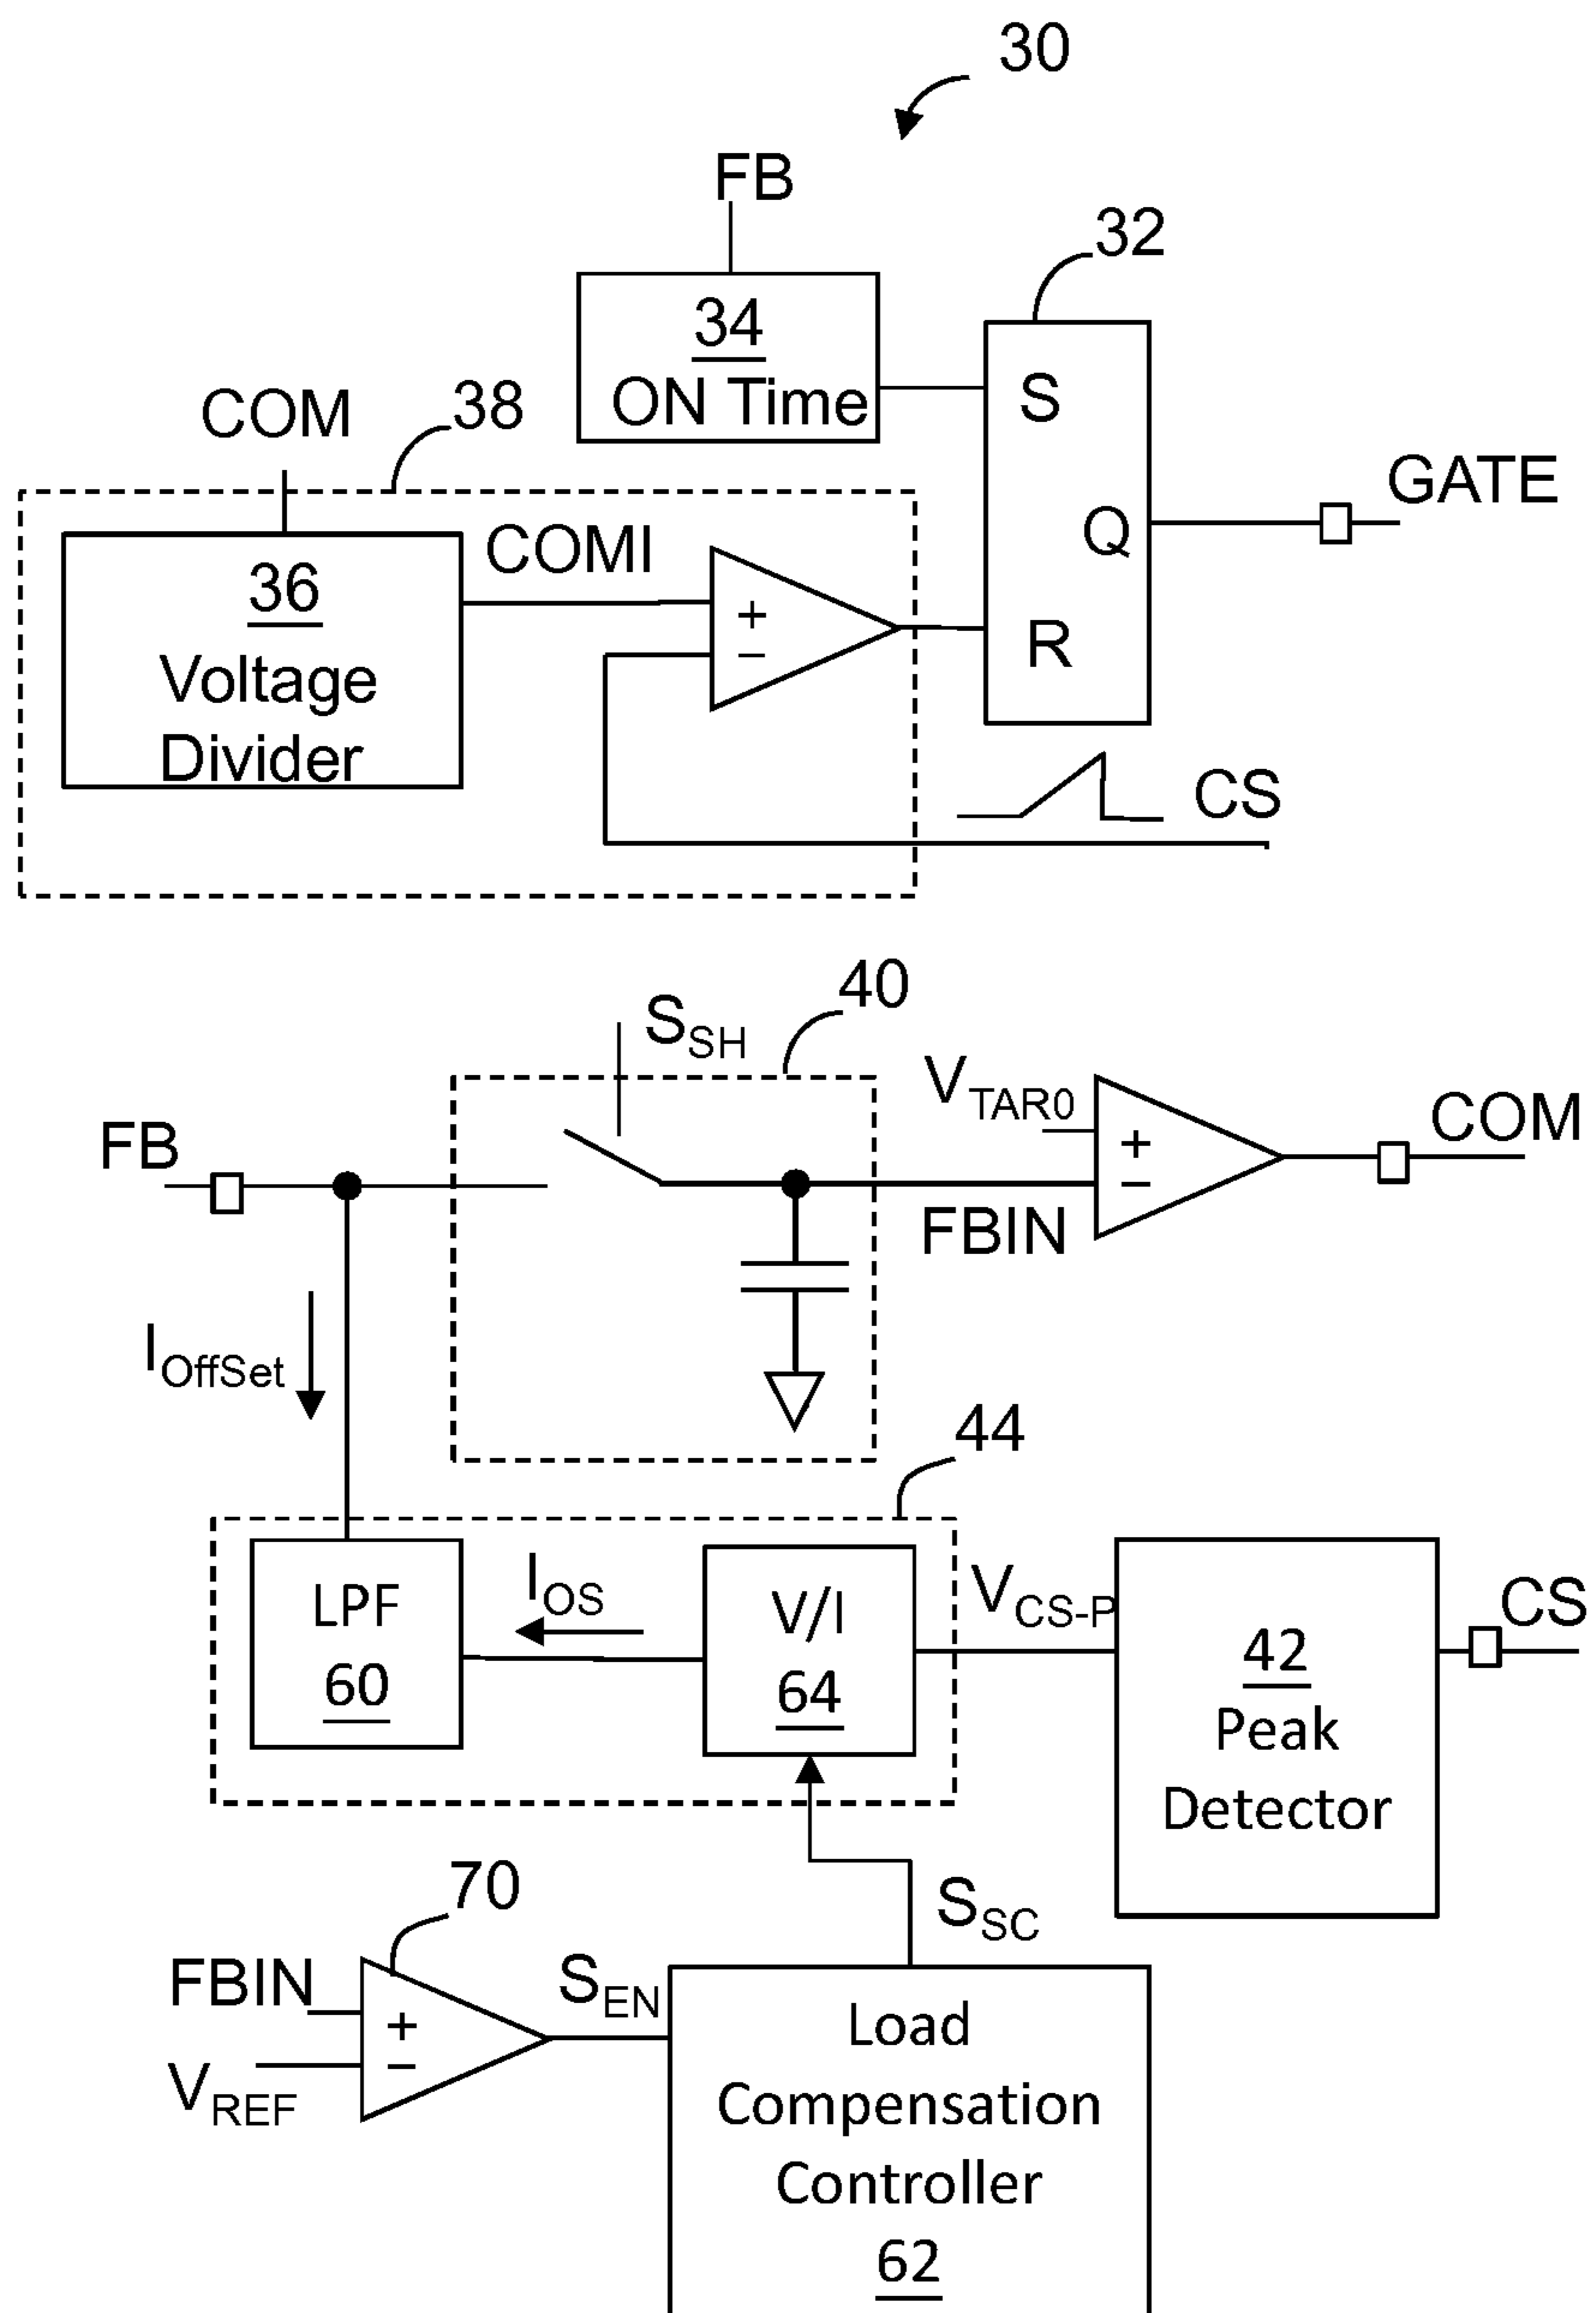 30
FB
32
34
ON Time
S
COM
38
GATE
COMI
Q
36
+
Voltage
−
R
Divider
CS
40
S_SH
V_TAR0
COM
FB
+
−
FBIN
I_OffSet
44
LPF
60
I_OS
V/I
64
V_CS-P
CS
42
Peak
Detector
70
S_SC
FBIN
S_EN
+
−
V_REF
Load
Compensation
Controller
62